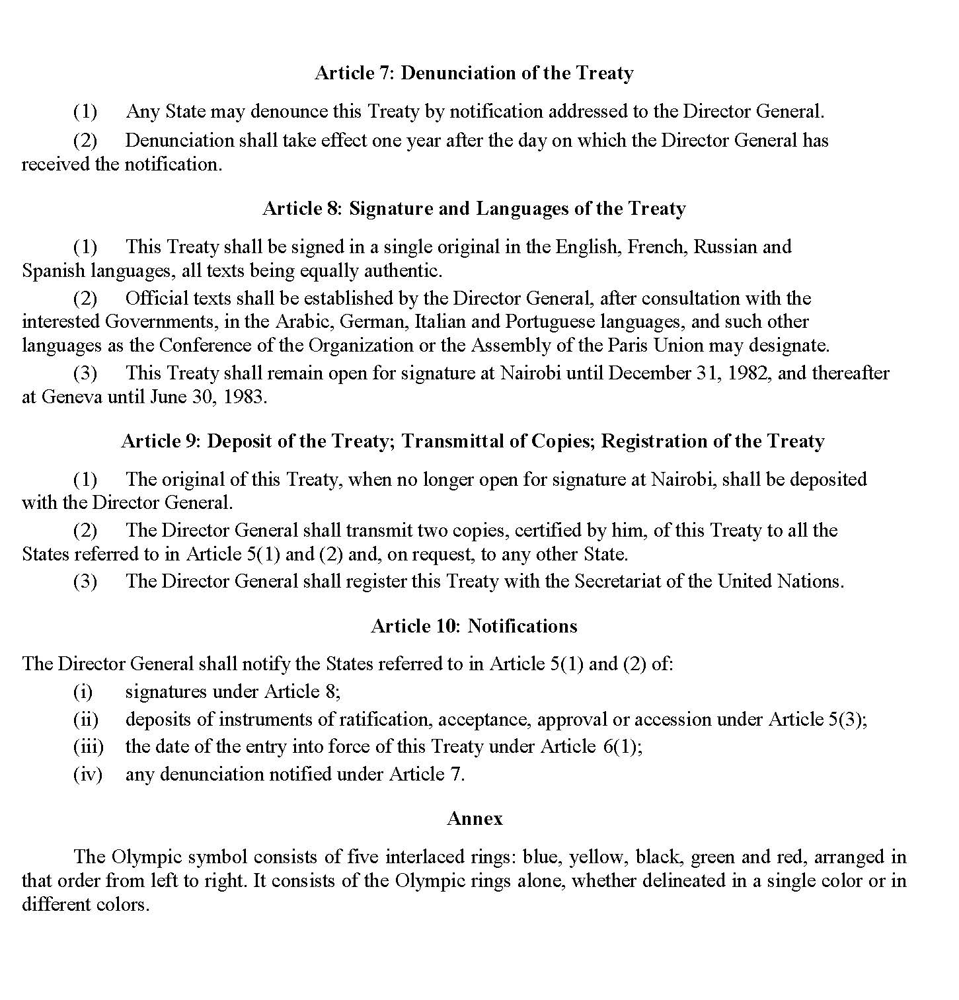 Article 7: Denunciation of the Treaty
(1) Any State may denounce this Treaty by notification addressed to the Director General.
(2) Denunciation shall take effect one year after the day on which the Director General has
received the notification.
Article 8: Signature and Languages of the Treaty
(1) This Treaty shall be signed in a single original in the English, French, Russian and
Spanish languages, all texts being equally authentic.
(2) Official texts shall be established by the Director General, after consultation with the
interested Governments, in the Arabic, German, Italian and Portuguese languages, and such other
languages as the Conference of the Organization or the Assembly of the Paris Union may designate.
(3) This Treaty shall remain open for signature at Nairobi until December 31, 1982, and thereafter
at Geneva until June 30, 1983.
Article 9: Deposit of the Treaty; Transmittal of Copies; Registration of the Treaty
(1) The original of this Treaty, when no longer open for signature at Nairobi, shall be deposited
with the Director General.
(2) The Director General shall transmit two copies, certified by him, of this Treaty to all the
States referred to in Article 5(1) and (2) and, on request, to any other State.
(3) The Director General shall register this Treaty with the Secretariat of the United Nations.
Article 10: Notifications
The Director General shall notify the States referred to in Article 5(1) and (2) of:
(i) signatures under Article 8;
(ii) deposits of instruments of ratification, acceptance, approval or accession under Article 5(3);
(iii) the date of the entry into force of this Treaty under Article 6(1);
(iv) any denunciation notified under Article 7.
Annex
The Olympic symbol consists of five interlaced rings: blue, yellow, black, green and red, arranged in
that order from left to right. It consists of the Olympic rings alone, whether delineated in a single color or in
different colors.